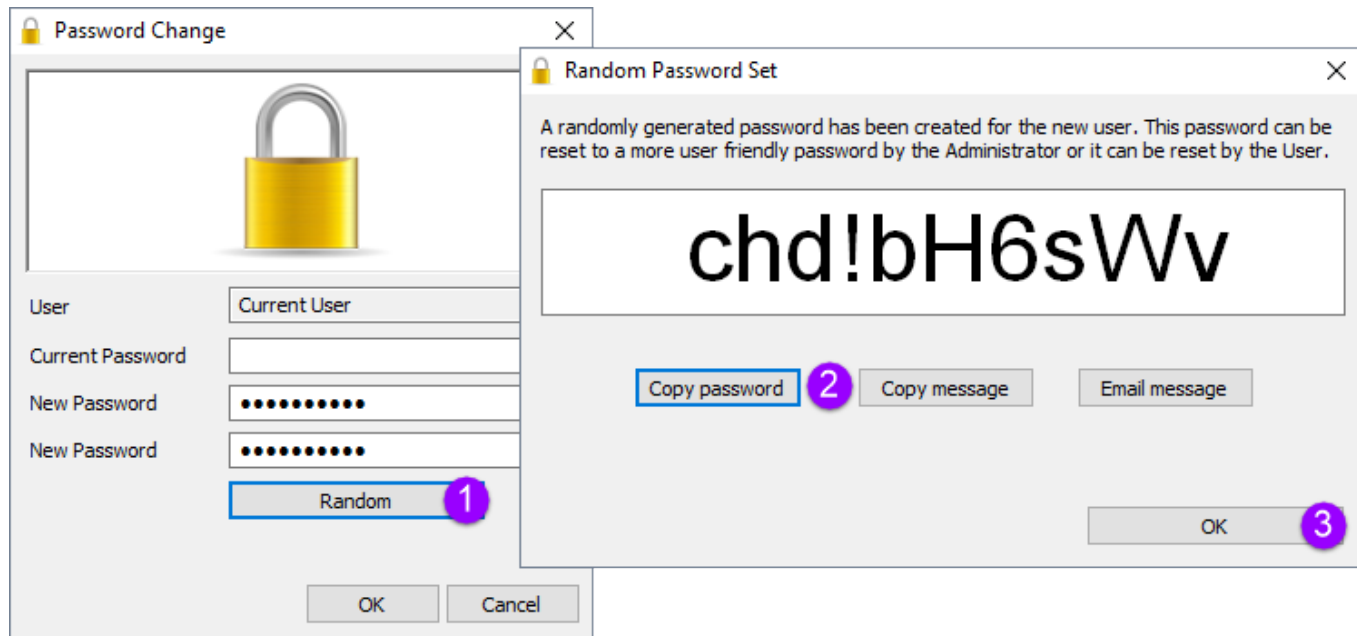 Password Change
User
Current User
Current Password
New Password
●●●●●●●●●●
New Password
●●●●●●●●●●
Random
1
OK
Cancel
Random Password Set
A randomly generated password has been created for the new user. This password can be
reset to a more user friendly password by the Administrator or it can be reset by the User.
chd!bH6sWv
Copy password
2
Copy message
Email message
OK
3